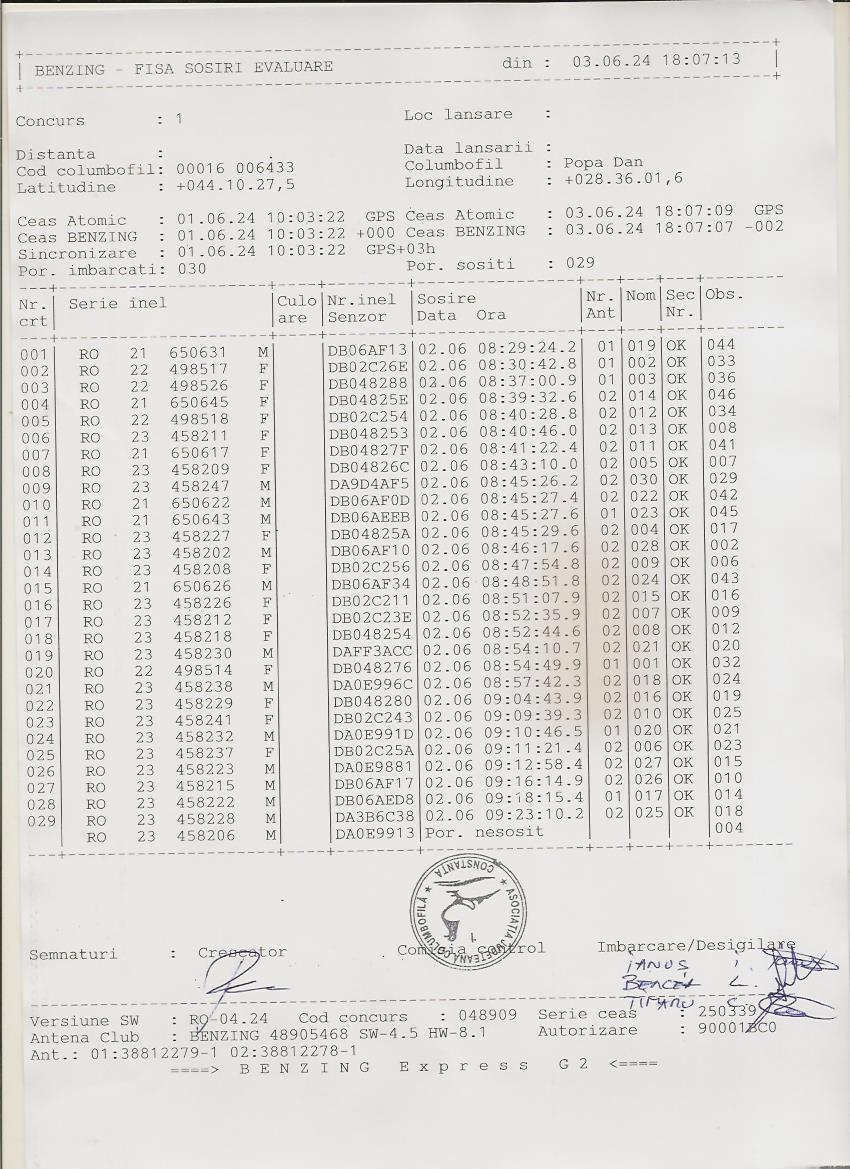 BENZING - FISA SOSIRI EVALUARE din : 03.06.24 18:07:13
Concurs : 1 Loc lansare :
Distanta : Data lansarii :
Cod columbofil: 00016 006433 Columbofil : Popa Dan
Latitudine : +044.10.27,5 Longitudine : +028.36.01,6
Ceas Atomic : 01.06.24 10:03:22 GPS Ceas Atomic : 03.06.24 18:07:09 GPS
Ceas BENZING : 01.06.24 10:03:22 +000 Ceas BENZING : 03.06.24 18:07:07 -002
Sincronizare : 01.06.24 10:03:22 GPS+03h
Por. imbarcati: 030 Por. sositi : 029
Nr. Serie inel Culo Nr.inel Sosire Nr. Nom Sec Obs.
crt are Senzor Data Ora Ant Nr.
001 RO 21 650631 M DB06AF13 02.06 08:29:24.2 01 019 OK 044
002 RO 22 498517 F DB02C26E 02.06 08:30:42.8 01 002 OK 033
003 RO 22 498526 F DB048288 02.06 08:37:00.9 01 003 OK 036
004 RO 21 650645 F DB04825E 02.06 08:39:32.6 02 014 OK 046
005 RO 22 498518 F DB02C254 02.06 08:40:28.8 02 012 OK 034
006 RO 23 458211 F DB048253 02.06 08:40:46.0 02 013 OK 008
007 RO 21 650617 F DB04827F 02.06 08:41:22.4 02 011 OK 041
008 RO 23 458209 F DB04826C 02.06 08:43:10.0 02 005 OK 007
009 RO 23 458247 M DA9D4AF5 02.06 08:45:26.2 02 030 OK 029
010 RO 21 650622 M DB06AF0D 02.06 08:45:27.4 02 022 OK 042
011 RO 21 650643 M DB06AEEB 02.06 08:45:27.6 01 023 OK 045
012 RO 23 458227 F DB04825A 02.06 08:45:29.6 02 004 OK 017
013 RO 23 458202 M DB06AF10 02.06 08:46:17.6 02 028 OK 002
014 RO 23 458208 F DB02C256 02.06 08:47:54.8 02 009 OK 006
015 RO 21 650626 M DB06AF34 02.06 08:48:51.8 02 024 OK 043
016 RO 23 458226 F DB02C211 02.06 08:51:07.9 02 015 OK 016
017 RO 23 458212 F DB02C23E 02.06 08:52:35.9 02 007 OK 009
018 RO 23 458218 F DB048254 02.06 08:52:44.6 02 008 OK 012
019 RO 23 458230 M DAFF3ACC 02.06 08:54:10.7 02 021 OK 020
020 RO 22 498514 F DB048276 02.06 08:54:49.9 01 001 OK 032
021 RO 23 458238 M DA0E996C 02.06 08:57:42.3 02 018 OK 024
022 RO 23 458229 F DB048280 02.06 09:04:43.9 02 016 OK 019
023 RO 23 458241 F DB02C243 02.06 09:09:39.3 02 010 OK 025
024 RO 23 458232 M DA0E991D 02.06 09:10:46.5 01 020 OK 021
025 RO 23 458237 F DB02C25A 02.06 09:11:21.4 02 006 OK 023
026 RO 23 458223 M DA0E9881 02.06 09:12:58.4 02 027 OK 015
027 RO 23 458215 M DB06AF17 02.06 09:16:14.9 02 026 OK 010
028 RO 23 458222 M DB06AED8 02.06 09:18:15.4 01 017 OK 014
029 RO 23 458228 M DA3B6C38 02.06 09:23:10.2 02 025 OK 018
RO 23 458206 M DA0E9913 Por. nesosit 004
ASOCIATIA JUDETEANA COLUMBOFILĂ
CONSTANTA
1
Semnaturi : Crescator Comisia control Imbarcare/Desigilare
IANUS I.
L.
C.
Versiune SW : RO-04.24 Cod concurs : 048909 Serie ceas : 250339
Antena Club : BENZING 48905468 SW-4.5 HW-8.1 Autorizare : 90001BC0
Ant.: 01:38812279-1 02:38812278-1
====> BENZING Express G2 <====